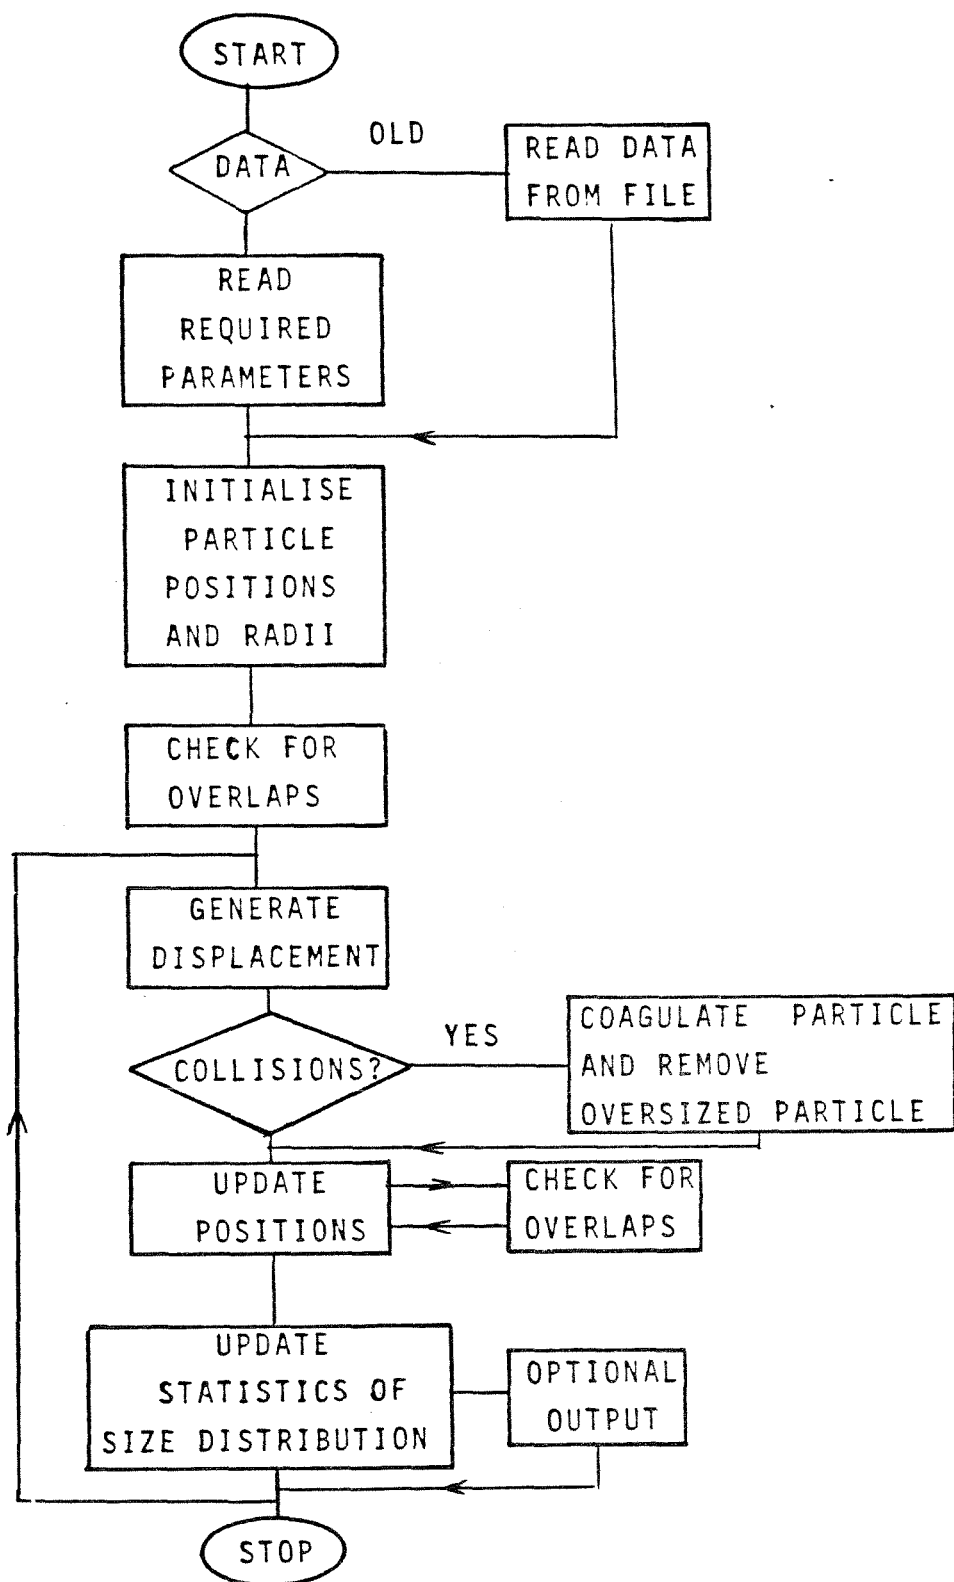 START
DATA
OLD
READ DATA
FROM FILE
READ
REQUIRED
PARAMETERS
INITIALISE
PARTICLE
POSITIONS
AND RADII
CHECK FOR
OVERLAPS
GENERATE
DISPLACEMENT
COLLISIONS?
YES
COAGULATE PARTICLE
AND REMOVE
OVERSIZED PARTICLE
UPDATE
POSITIONS
CHECK FOR
OVERLAPS
UPDATE
STATISTICS OF
SIZE DISTRIBUTION
OPTIONAL
OUTPUT
STOP